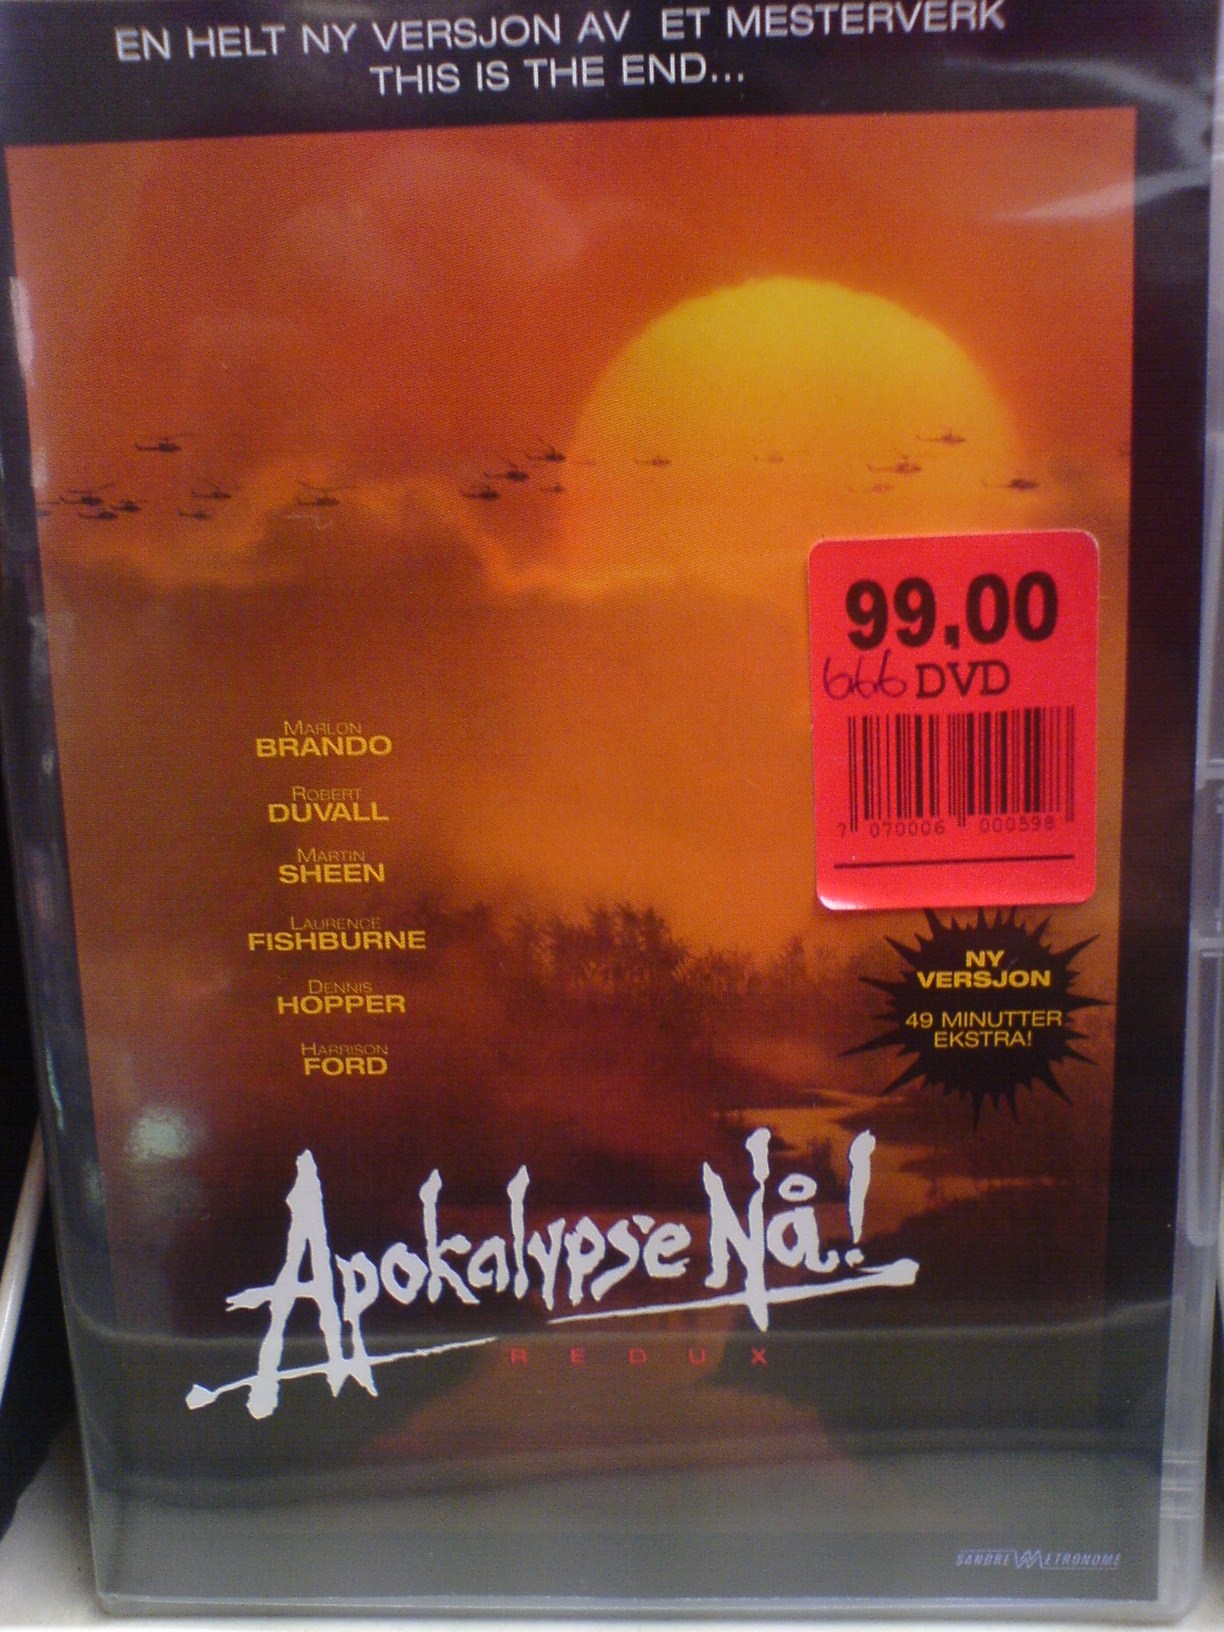 EN HELT NY VERSJON AV ET MESTERVERK
THIS IS THE END...
99,00
666 DVD
7 070006 000598
MARLON
BRANDO
ROBERT
DUVALL
MARTIN
SHEEN
LAURENCE
FISHBURNE
DENNIS
HOPPER
HARRISON
FORD
NY
VERSJON
49 MINUTTER
EKSTRA!
Apokalypse Nå!
REDUX
SANDREW METRONOME